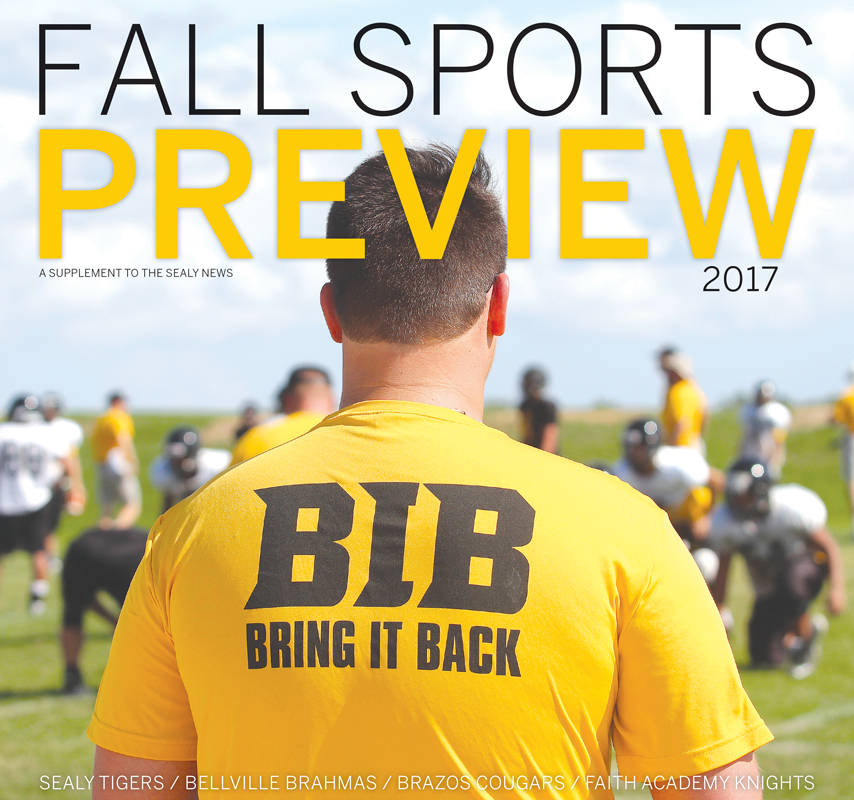 FALL SPORTS
PREVIEW
A SUPPLEMENT TO THE SEALY NEWS
2017
BIB
BRING IT BACK
SEALY TIGERS / BELLVILLE BRAHMAS / BRAZOS COUGARS / FAITH ACADEMY KNIGHTS